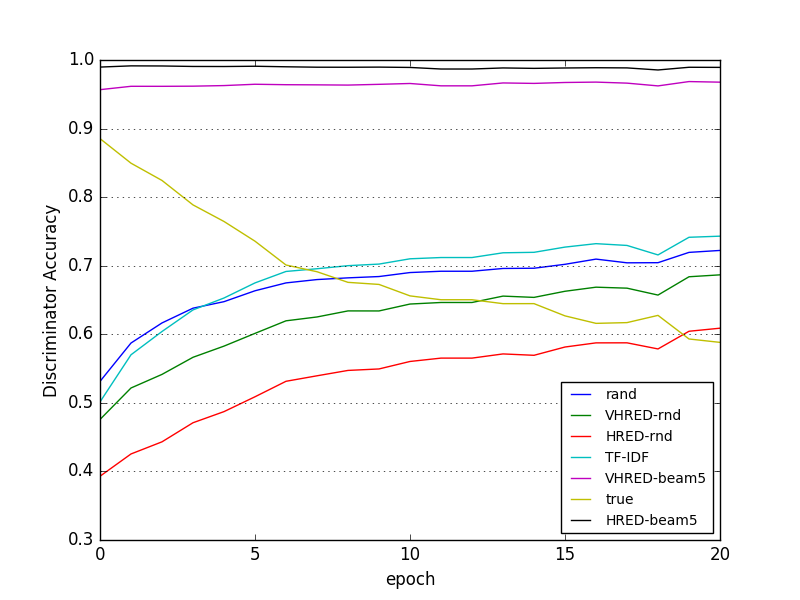 1.0
0.9
0.8
0.7
0.6
0.5
0.4
0.3
Discriminator Accuracy
0 5 10 15 20
epoch
rand
VHRED-rnd
HRED-rnd
TF-IDF
VHRED-beam5
true
HRED-beam5